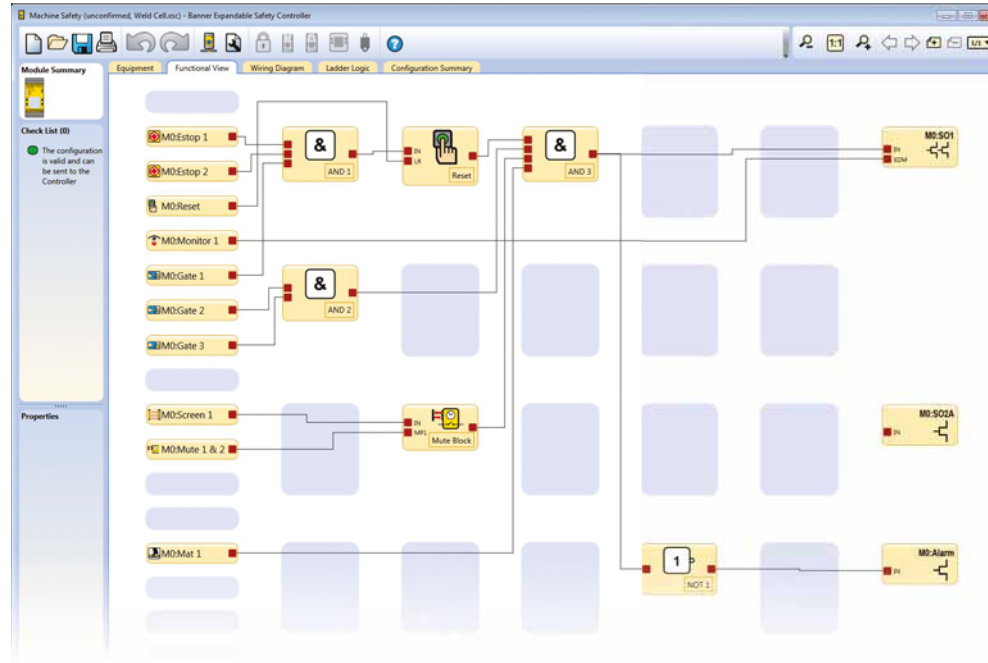 Machine Safety (unconfirmed, Weld Cell.xsc) - Banner Expandable Safety Controller
1:1
1/1
Module Summary
Equipment
Functional View
Wiring Diagram
Ladder Logic
Configuration Summary
Check List (0)
The configuration
is valid and can
be sent to the
Controller
Properties
M0:Estop 1
M0:Estop 2
M0:Reset
M0:Monitor 1
M0:Gate 1
M0:Gate 2
M0:Gate 3
M0:Screen 1
M0:Mute 1 & 2
M0:Mat 1
&
AND 1
&
AND 2
IN
LR
Reset
IN
MP1
Mute Block
&
AND 3
1
NOT 1
M0:SO1
IN
EDM
M0:SO2A
IN
M0:Alarm
IN